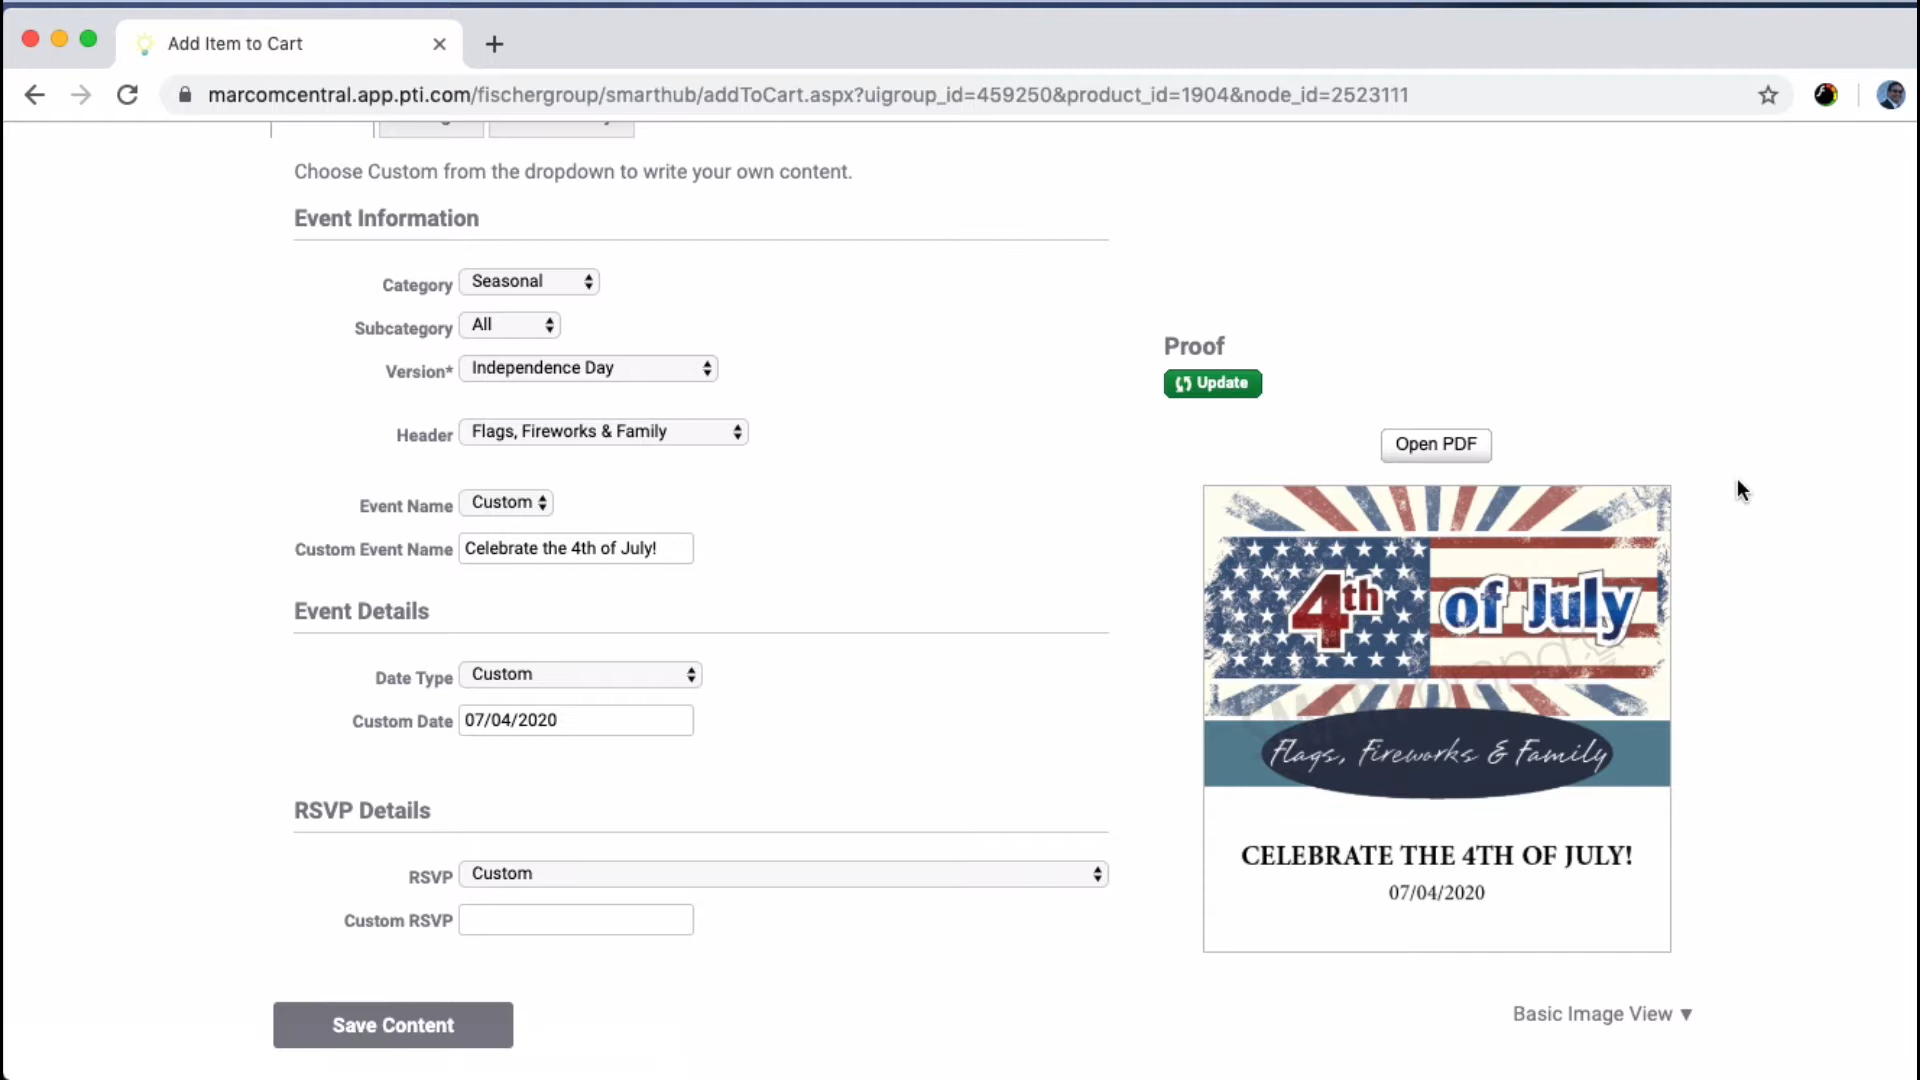 Add Item to Cart
marcomcentral.app.pti.com/fischergroup/smarthub/addToCart.aspx?uigroup_id=459250&product_id=1904&node_id=2523111
Choose Custom from the dropdown to write your own content.
Event Information
Category Seasonal
Subcategory All
Version* Independence Day
Header Flags, Fireworks & Family
Event Name Custom
Custom Event Name Celebrate the 4th of July!
Event Details
Date Type Custom
Custom Date 07/04/2020
RSVP Details
RSVP Custom
Custom RSVP
Save Content
Proof
Update
Open PDF
4th of July
Flags, Fireworks & Family
CELEBRATE THE 4TH OF JULY!
07/04/2020
Basic Image View ▼